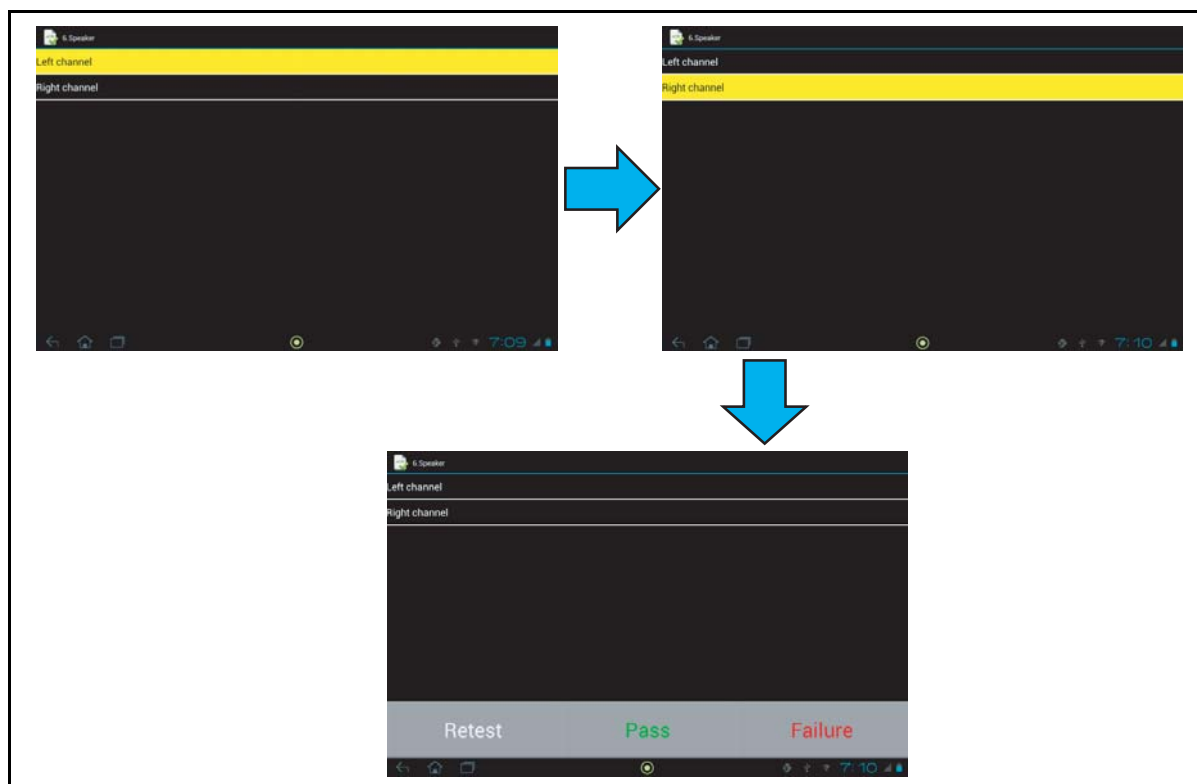 6.Speaker
Left channel
Right channel
7:09
6.Speaker
Left channel
Right channel
7:10
6.Speaker
Left channel
Right channel
Retest Pass Failure
7:10